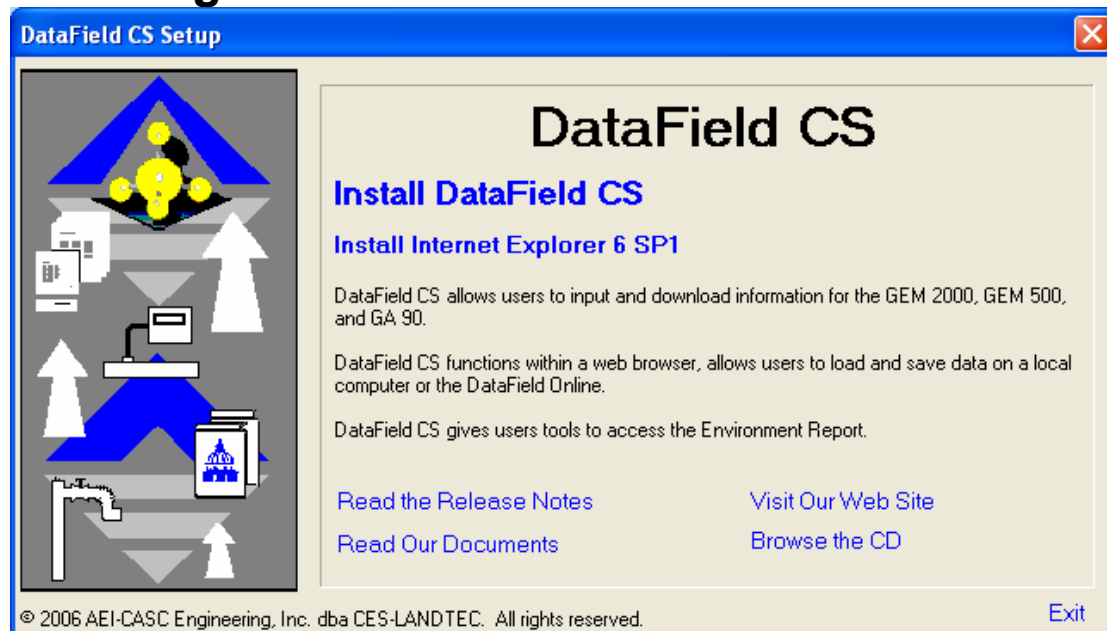 DataField CS Setup
DataField CS
Install DataField CS
Install Internet Explorer 6 SP1
DataField CS allows users to input and download information for the GEM 2000, GEM 500,
and GA 90.
DataField CS functions within a web browser, allows users to load and save data on a local
computer or the DataField Online.
DataField CS gives users tools to access the Environment Report.
Read the Release Notes
Visit Our Web Site
Read Our Documents
Browse the CD
© 2006 AEI-CASC Engineering, Inc. dba CES-LANDTEC. All rights reserved.
Exit